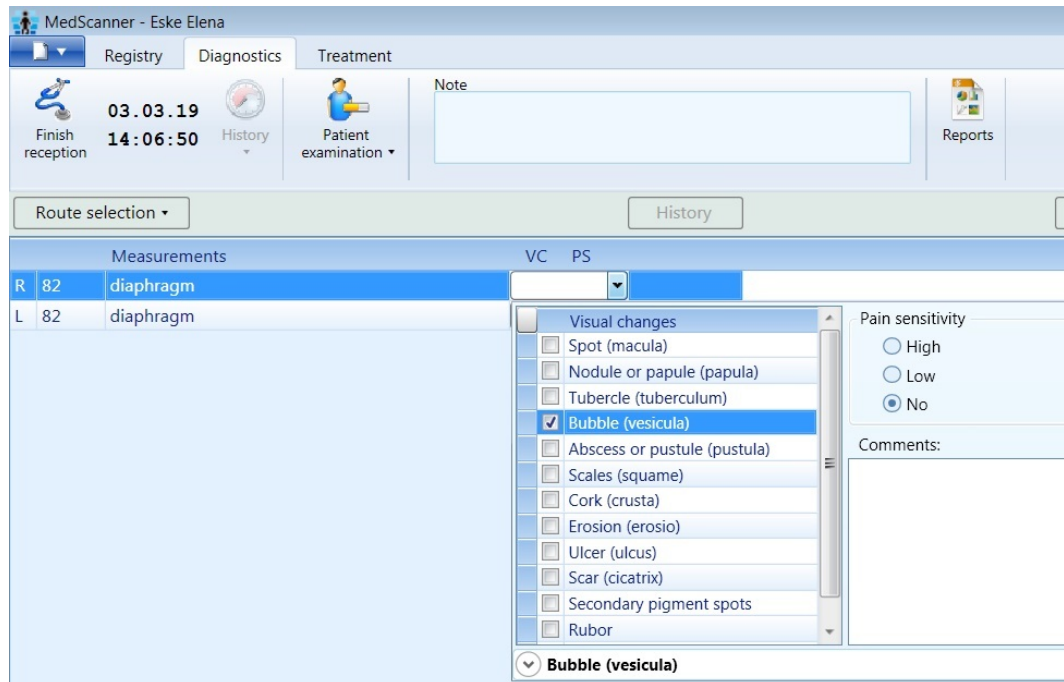 MedScanner - Eske Elena
Registry Diagnostics Treatment
Finish reception
03.03.19
14:06:50
History
Patient examination
Note
Reports
Route selection
History
Measurements VC PS
R 82 diaphragm
L 82 diaphragm
Visual changes
Spot (macula)
Nodule or papule (papula)
Tubercle (tuberculum)
Bubble (vesicula)
Abscess or pustule (pustula)
Scales (squame)
Cork (crusta)
Erosion (erosio)
Ulcer (ulcus)
Scar (cicatrix)
Secondary pigment spots
Rubor
Pain sensitivity
High
Low
No
Comments:
Bubble (vesicula)